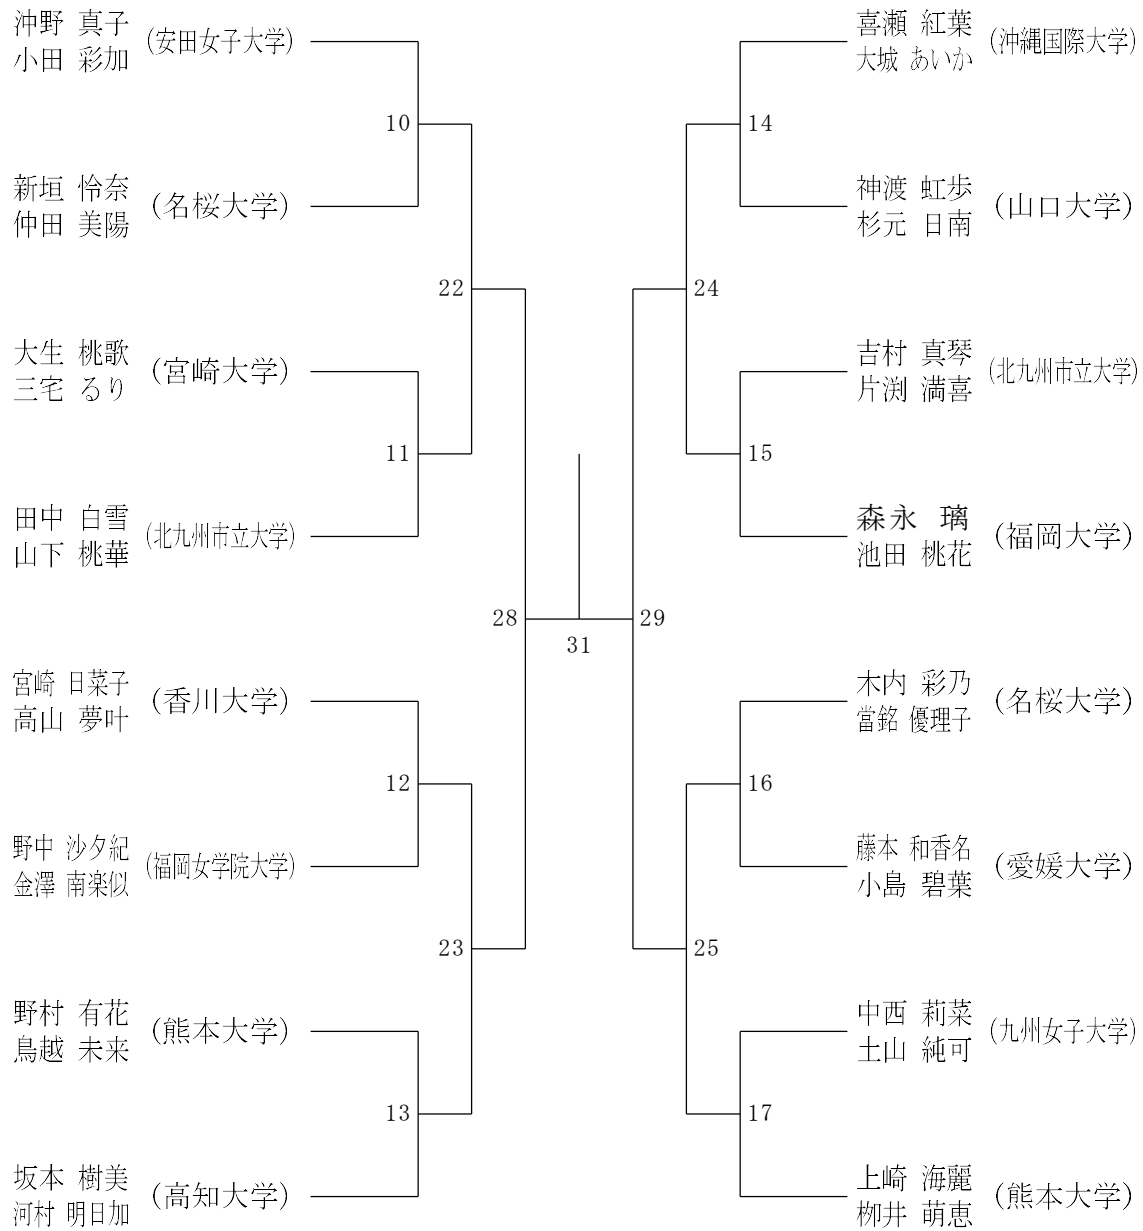 沖野 真子
小田 彩加
(安田女子大学)
10
新垣 怜奈
仲田 美陽
(名桜大学)
22
大生 桃歌
三宅 るり
(宮崎大学)
11
田中 白雪
山下 桃華
(北九州市立大学)
28
宮崎 日菜子
高山 夢叶
(香川大学)
12
野中 沙夕紀
金澤 南楽似
(福岡女学院大学)
23
野村 有花
鳥越 未来
(熊本大学)
13
坂本 樹美
河村 明日加
(高知大学)
31
喜瀬 紅葉
大城 あいか
(沖縄国際大学)
14
神渡 虹歩
杉元 日南
(山口大学)
24
吉村 真琴
片渕 満喜
(北九州市立大学)
15
森永 璃
池田 桃花
(福岡大学)
29
木内 彩乃
當銘 優理子
(名桜大学)
16
藤本 和香名
小島 碧葉
(愛媛大学)
25
中西 莉菜
土山 純可
(九州女子大学)
17
上崎 海麗
栁井 萌恵
(熊本大学)